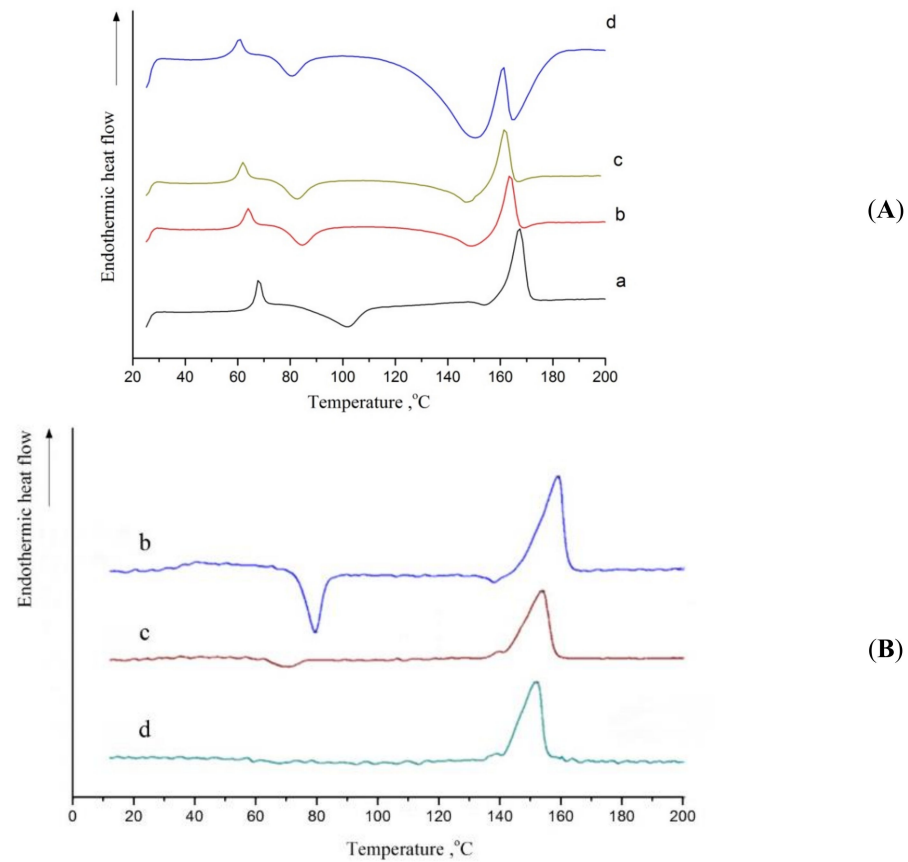 Endothermic heat flow
d
c
b
a
20 40 60 80 100 120 140 160 180 200
Temperature ,°C
(A)
Endothermic heat flow
b
c
d
0 20 40 60 80 100 120 140 160 180 200
Temperature ,°C
(B)